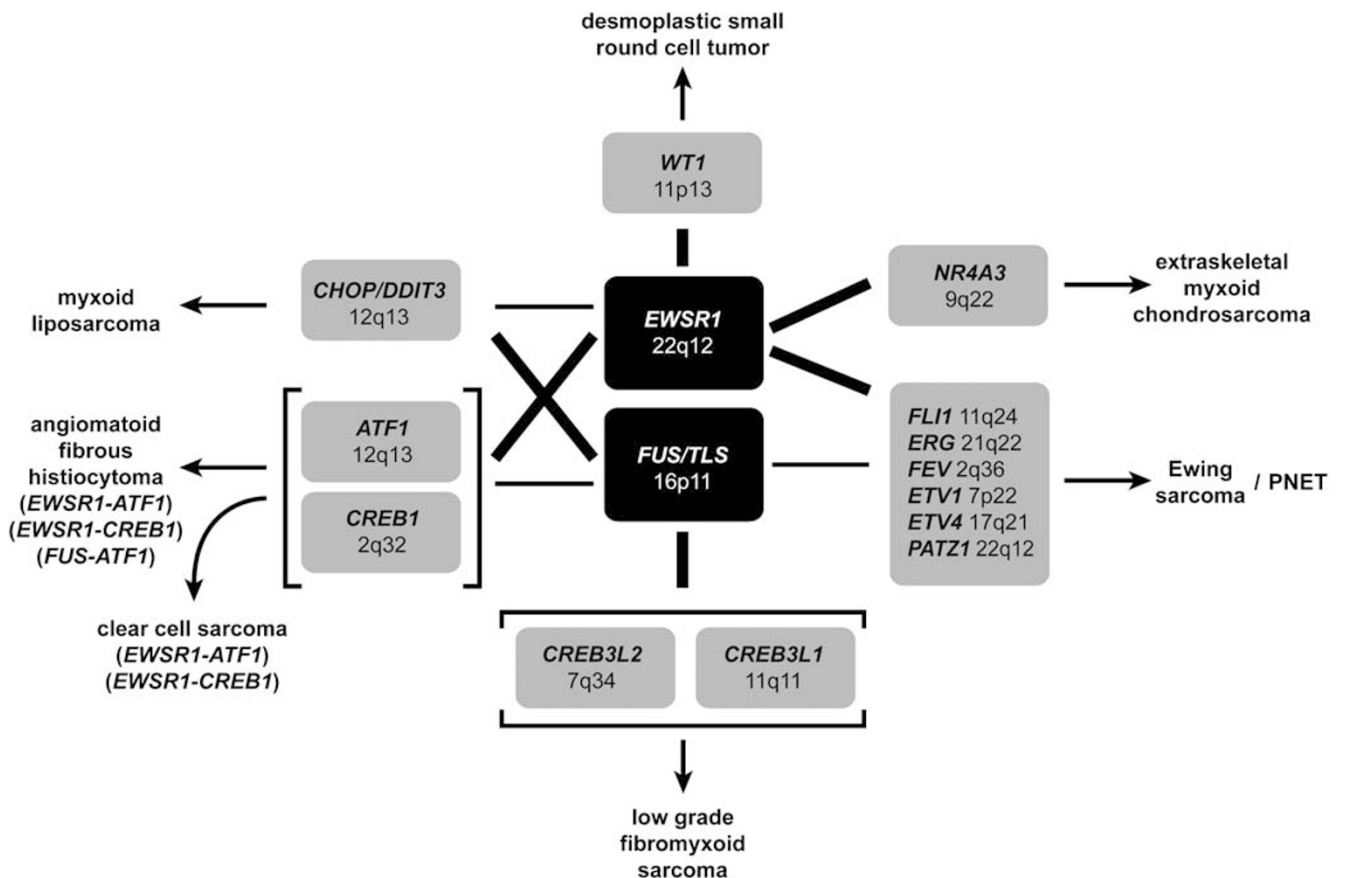 desmoplastic small
round cell tumor
WT1
11p13
CHOP/DDIT3
12q13
myxoid
liposarcoma
EWSR1
22q12
NR4A3
9q22
extraskeletal
myxoid
chondrosarcoma
angiomatoid
fibrous
histiocytoma
(EWSR1-ATF1)
(EWSR1-CREB1)
(FUS-ATF1)
ATF1
12q13
CREB1
2q32
FUS/TLS
16p11
FLI1 11q24
ERG 21q22
FEV 2q36
ETV1 7p22
ETV4 17q21
PATZ1 22q12
Ewing
sarcoma / PNET
clear cell sarcoma
(EWSR1-ATF1)
(EWSR1-CREB1)
CREB3L2
7q34
CREB3L1
11q11
low grade
fibromyxoid
sarcoma